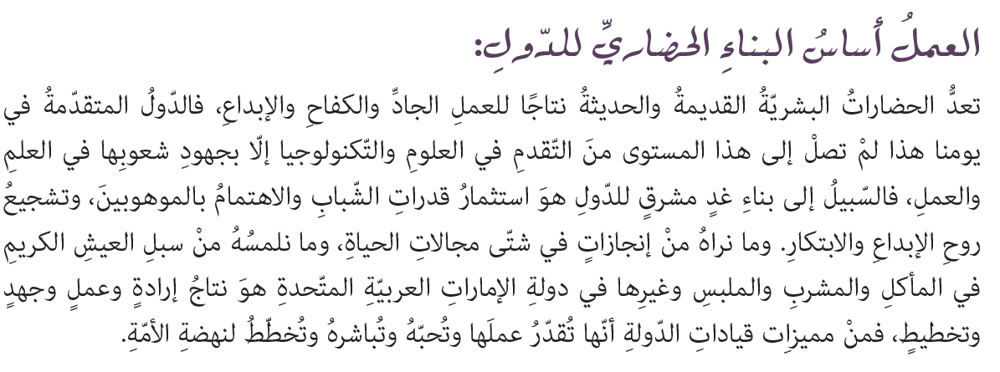 العملُ أساسُ البناءِ الحضاريِّ للدّولِ:
تعدُّ الحضاراتُ البشريّةُ القديمةُ والحديثةُ نتاجًا للعملِ الجادِّ والكفاحِ والإبداعِ، فالدّولُ المتقدّمةُ في
يومنا هذا لمْ تصلْ إلى هذا المستوى منَ التّقدمِ في العلومِ والتّكنولوجيا إلّا بجهودِ شعوبِها في العلمِ
والعملِ، فالسّبيلُ إلى بناءِ غدٍ مشرقٍ للدّولِ هوَ استثمارُ قدراتِ الشّبابِ والاهتمامُ بالموهوبينَ، وتشجيعُ
روحِ الإبداعِ والابتكارِ. وما نراهُ منْ إنجازاتٍ في شتّى مجالاتِ الحياةِ، وما نلمسُهُ منْ سبلِ العيشِ الكريمِ
في المأكلِ والمشربِ والملبسِ وغيرِها في دولةِ الإماراتِ العربيّةِ المتّحدةِ هوَ نتاجُ إرادةٍ وعملٍ وجهدٍ
وتخطيطٍ، فمنْ مميزاتِ قياداتِ الدّولةِ أنّها تُقدّرُ عملَها وتُحبّهُ وتُباشرهُ وتُخطّطُ لنهضةِ الأمّةِ.